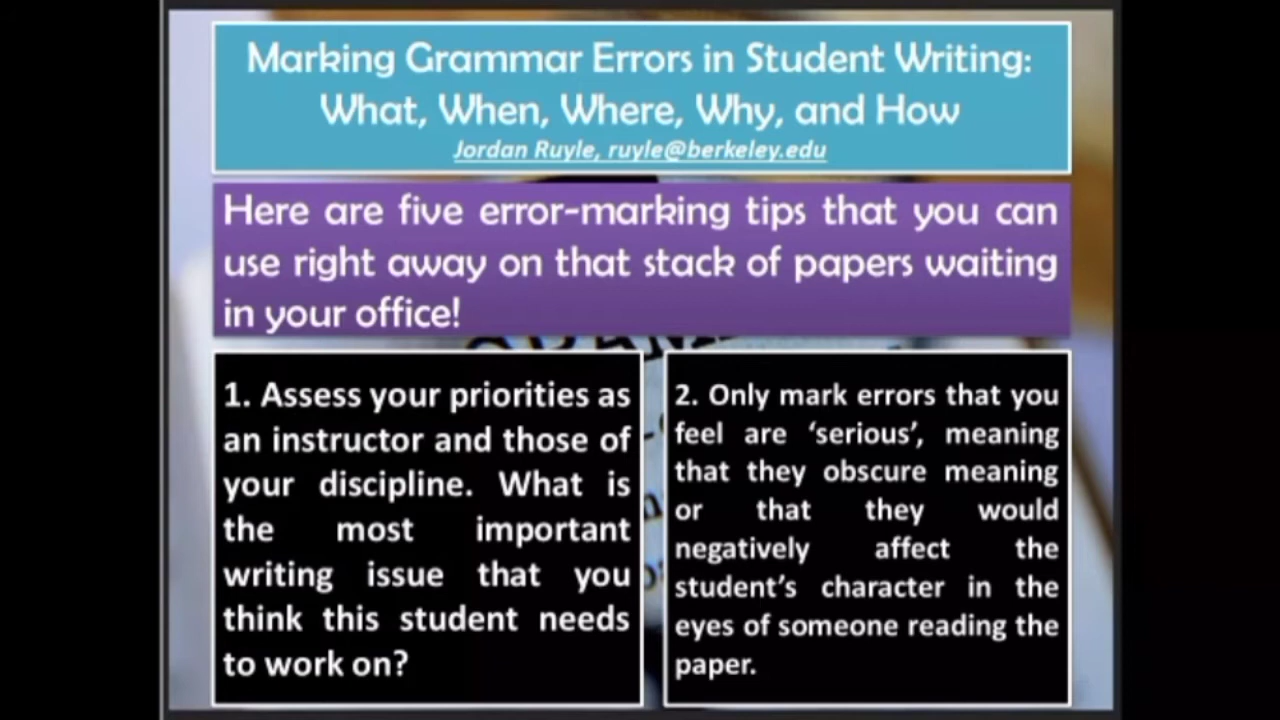 Marking Grammar Errors in Student Writing:
What, When, Where, Why, and How
Jordan Ruyle, ruyle@berkeley.edu
Here are five error-marking tips that you can
use right away on that stack of papers waiting
in your office!
1. Assess your priorities as
an instructor and those of
your discipline. What is
the most important
writing issue that you
think this student needs
to work on?
2. Only mark errors that you
feel are ‘serious’, meaning
that they obscure meaning
or that they would
negatively affect the
student’s character in the
eyes of someone reading the
paper.